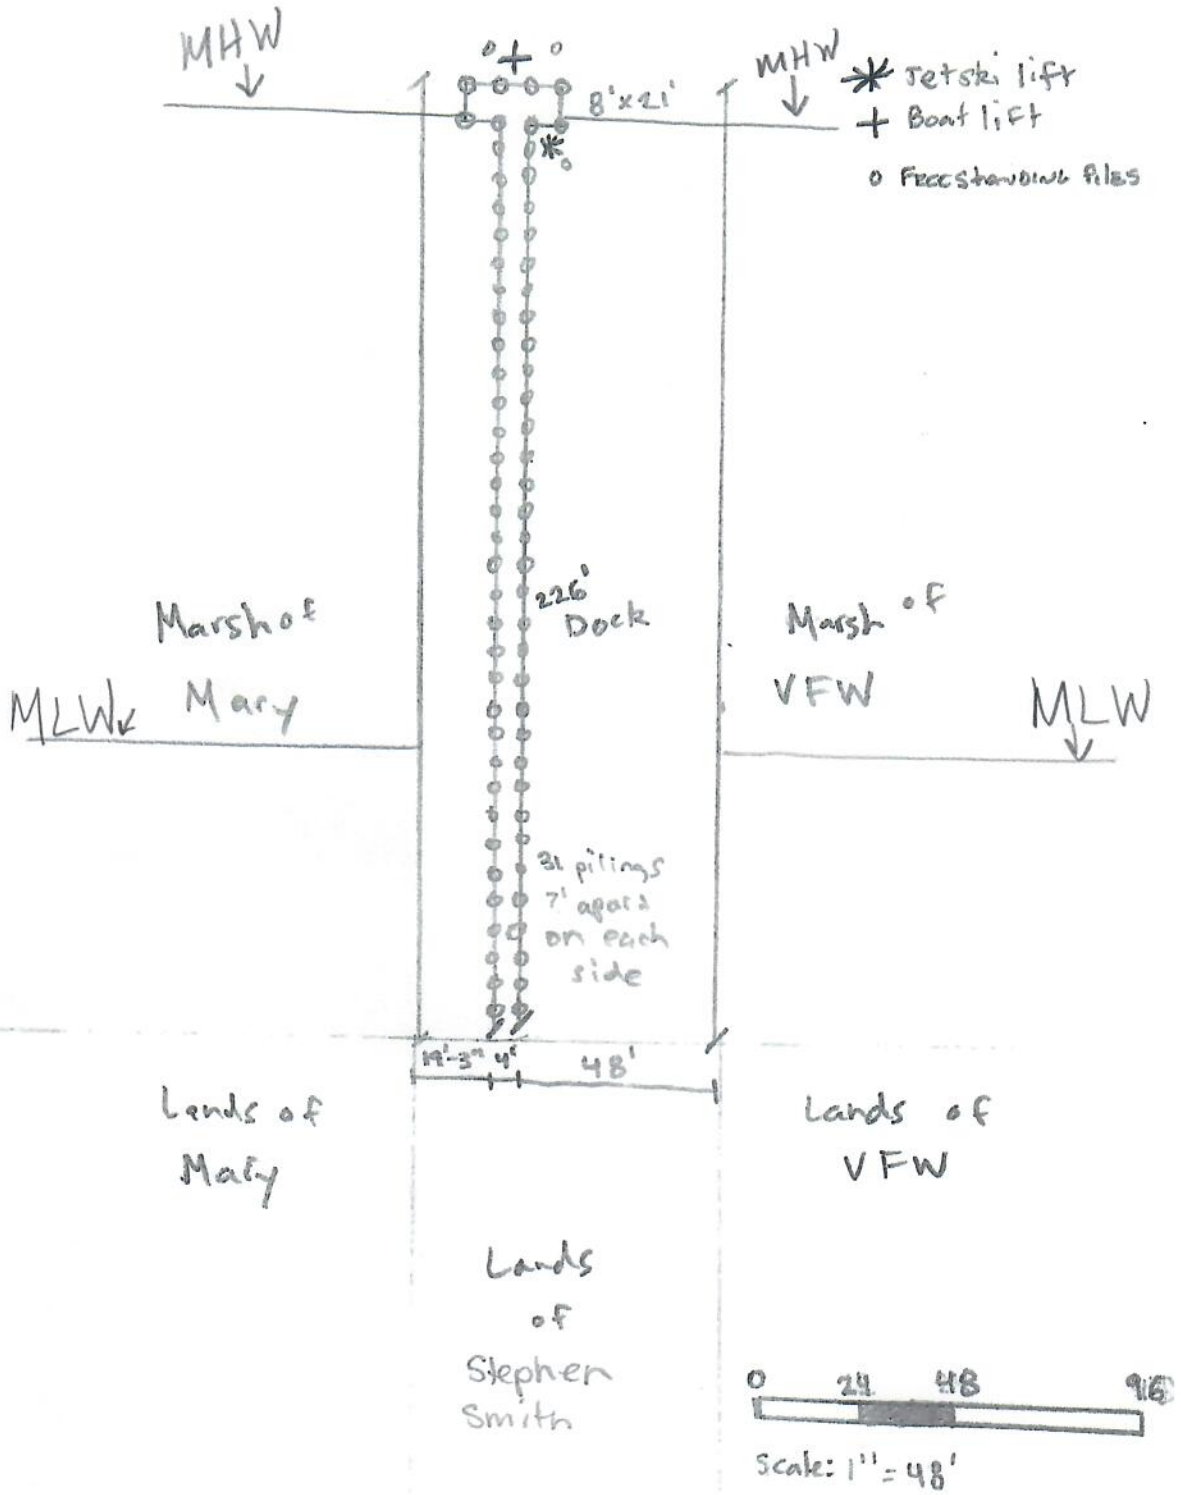 MHW
MHW
Jetski lift
Boat lift
8'x21'
Freestanding Piles
226'
Dock
Marsh of
Mary
Marsh of
VFW
MLW
MLW
31 pilings
7' apart
on each
side
19'-3" 4' 48'
Lands of
Mary
Lands of
VFW
Lands
of
Stephen
Smith
0 24 48 96
Scale: 1"=48'